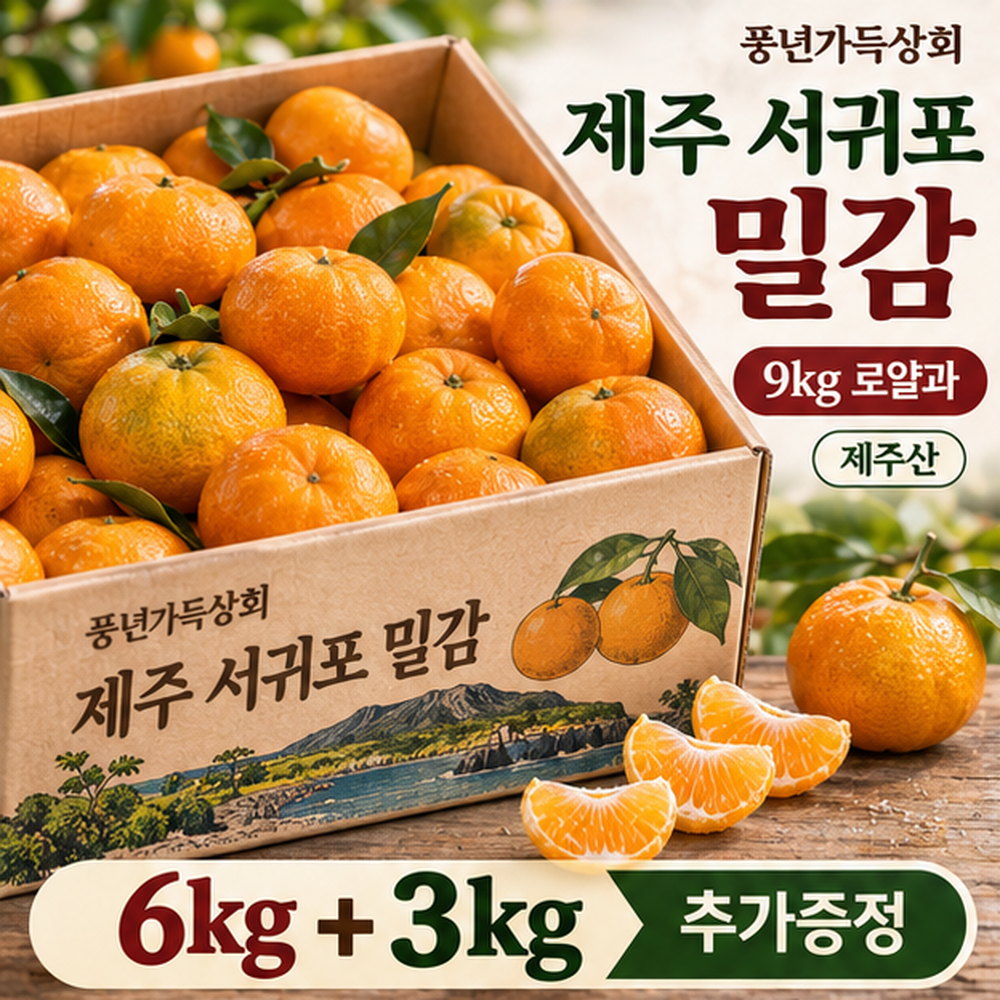 풍년가득상회
제주 서귀포
밀감
9kg 로얄과
제주산
풍년가득상회
제주 서귀포 밀감
6kg + 3kg 추가증정